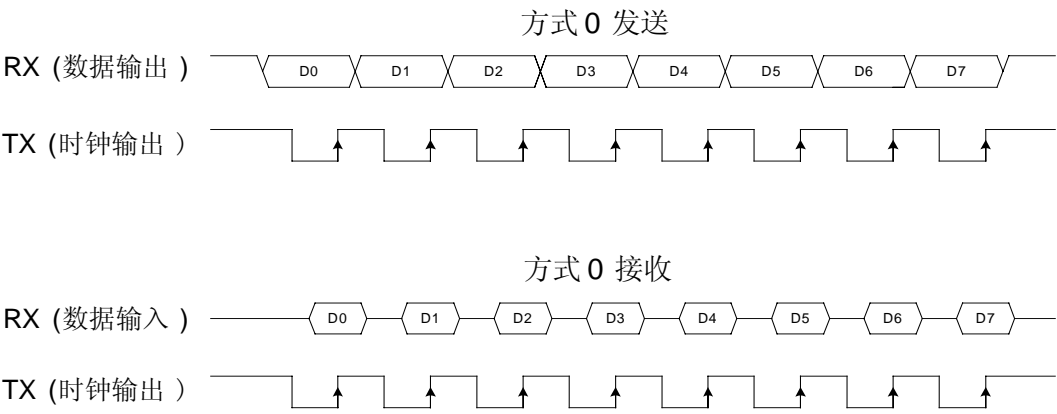 方式 0 发送
RX (数据输出 )
D0 D1 D2 D3 D4 D5 D6 D7
TX (时钟输出 )
方式 0 接收
RX (数据输入 )
D0 D1 D2 D3 D4 D5 D6 D7
TX (时钟输出 )